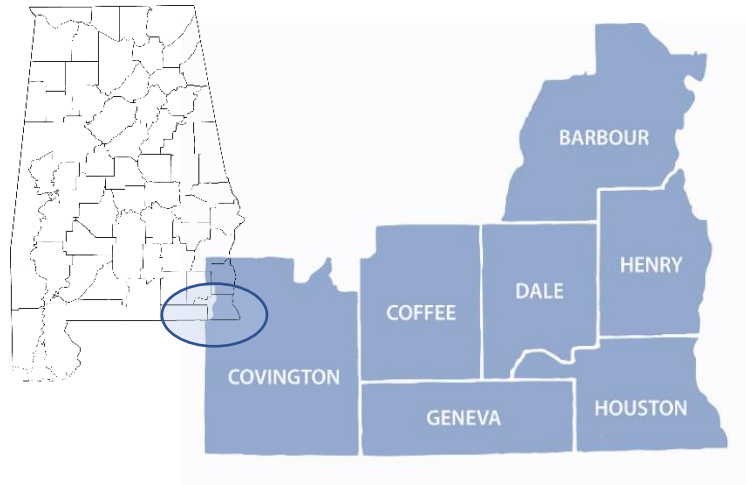 BARBOUR
HENRY
DALE
COFFEE
COVINGTON
GENEVA
HOUSTON